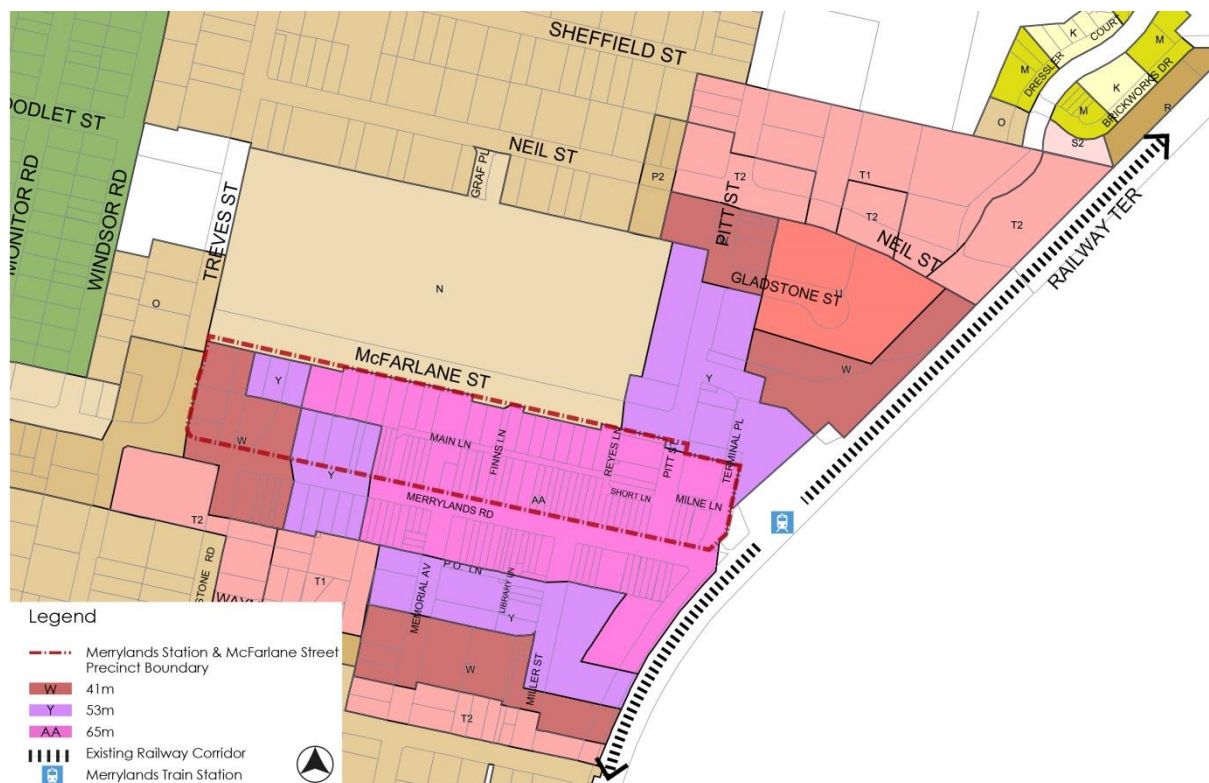 SHEFFIELD ST
K
COURT
M
DRESSLER
M
K
BRICKWORKS DR
M
R
O
S2
OODLET ST
MONITOR RD
WINDSOR RD
TREVES ST
GRAF PL
NEIL ST
P2
T2
T1
T2
T2
PITT ST
NEIL ST
RAILWAY TER
GLADSTONE ST
N
O
McFARLANE ST
Y
Y
W
W
MAIN LN
FINNS LN
REYES LN
PITT ST
TERMINAL PL
SHORT LN
MILNE LN
AA
MERRYLANDS RD
Y
T2
T1
STONE RD
P.O. LN
MEMORIAL AV
LIBRARY LN
Y
W
MILLER ST
T2
Legend
Merrylands Station & McFarlane Street
Precinct Boundary
W 41m
Y 53m
AA 65m
Existing Railway Corridor
Merrylands Train Station